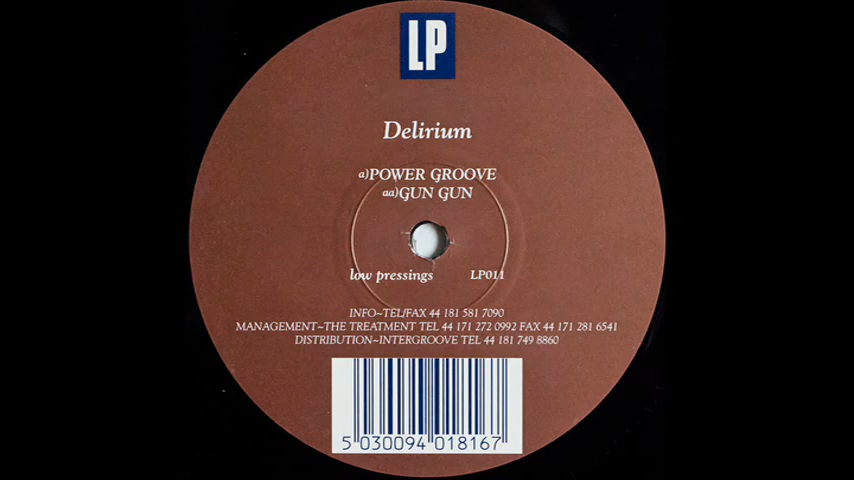 LP
Delirium
a)POWER GROOVE
aa)GUN GUN
low pressings LP011
INFO~TEL/FAX 44 181 581 7090
MANAGEMENT~THE TREATMENT TEL 44 171 272 0992 FAX 44 171 281 6541
DISTRIBUTION~INTERGROOVE TEL 44 181 749 8860
5 030094 018167